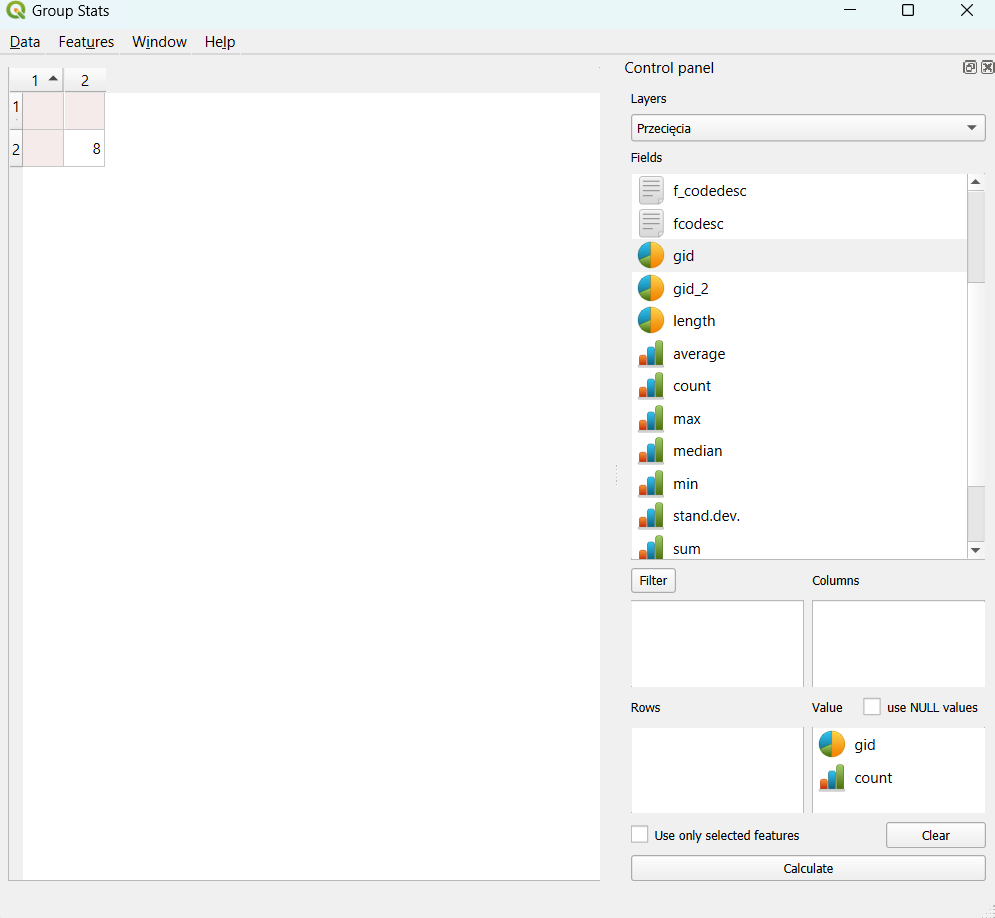 Group Stats
Data Features Window Help
1 2
1
2 8
Control panel
Layers
Przecięcia
Fields
f_codedesc
fcodesc
gid
gid_2
length
average
count
max
median
min
stand.dev.
sum
Filter Columns
Rows Value use NULL values
gid
count
Use only selected features Clear
Calculate